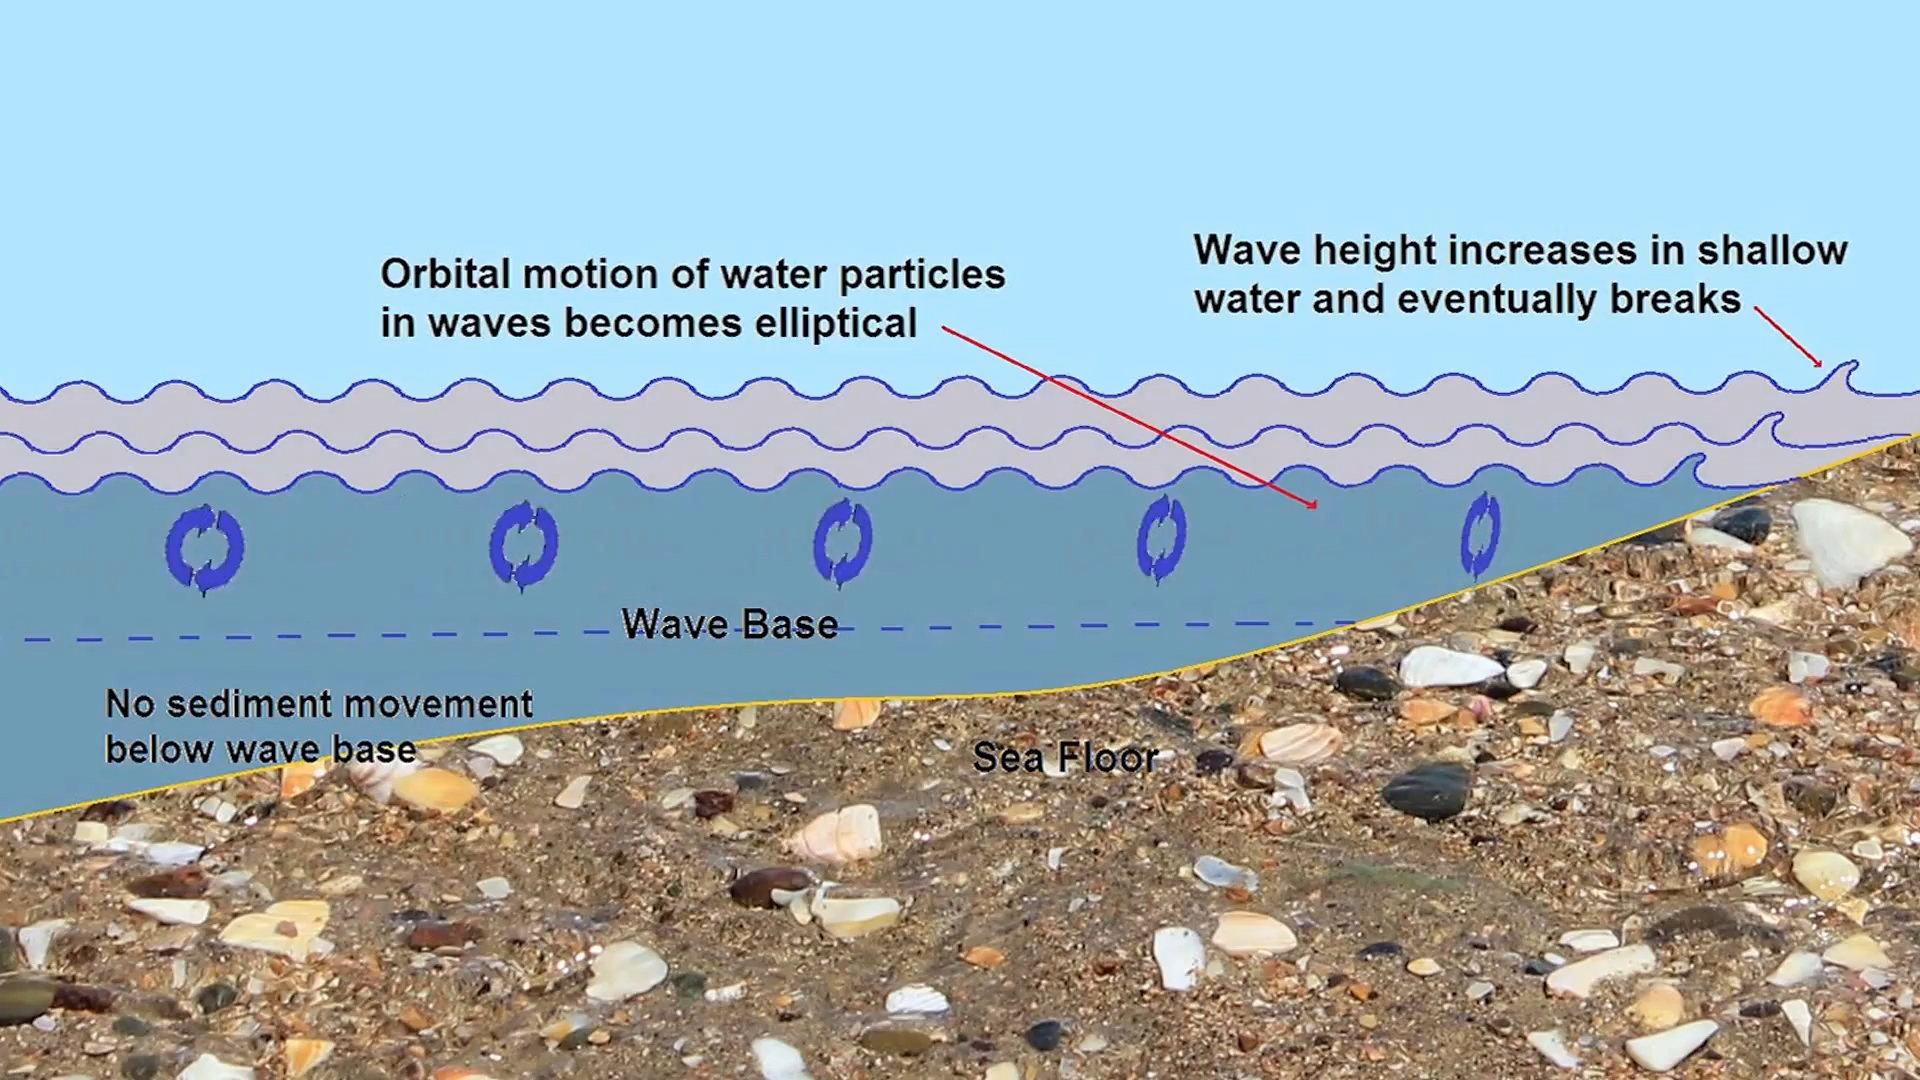 Orbital motion of water particles
in waves becomes elliptical
Wave height increases in shallow
water and eventually breaks
Wave Base
No sediment movement
below wave base
Sea Floor